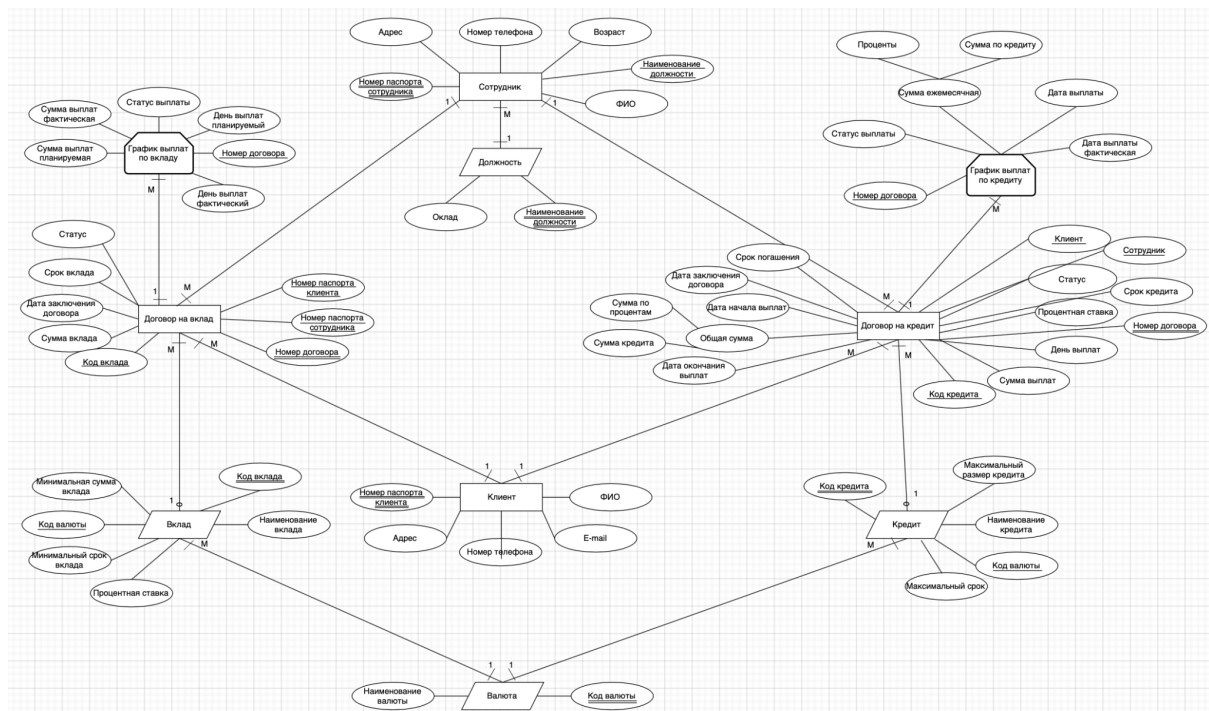 Адрес
Номер телефона
Возраст
Номер паспорта
сотрудника
Сотрудник
Наименование
должности
ФИО
1
М
1
1
Должность
Оклад
Наименование
должности
Сумма выплат
фактическая
Статус выплаты
День выплат
планируемый
Сумма выплат
планируемая
График выплат
по вкладу
Номер договора
День выплат
фактический
М
Проценты
Сумма по кредиту
Сумма ежемесячная
Дата выплаты
Статус выплаты
Дата выплаты
фактическая
График выплат
по кредиту
Номер договора
М
Статус
Срок вклада
Дата заключения
договора
Сумма вклада
Код вклада
1
М
Договор на вклад
Номер паспорта
клиента
Номер паспорта
сотрудника
Номер договора
М
М
Срок погашения
Дата заключения
договора
Сумма по
процентам
Дата начала выплат
Сумма кредита
Общая сумма
Дата окончания
выплат
М
1
Договор на кредит
М
М
Клиент
Сотрудник
Статус
Срок кредита
Процентная ставка
Номер договора
День выплат
Сумма выплат
Код кредита
Минимальная сумма
вклада
Код вклада
Код валюты
1
Вклад
Наименование
вклада
Минимальный срок
вклада
М
Процентная ставка
1
1
Номер паспорта
клиента
Клиент
ФИО
Адрес
Номер телефона
E-mail
Максимальный
размер кредита
Код кредита
1
Кредит
Наименование
кредита
М
Код валюты
Максимальный срок
1
1
Наименование
валюты
Валюта
Код валюты